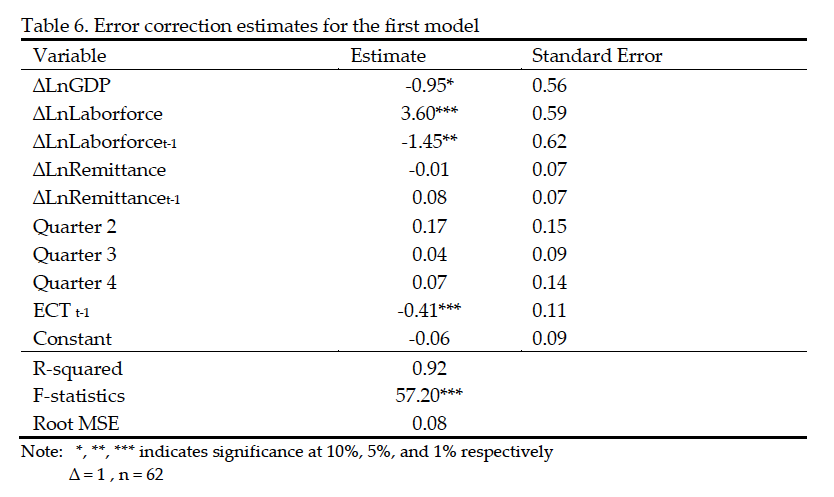 Table 6. Error correction estimates for the first model
Variable Estimate Standard Error
ΔLnGDP -0.95* 0.56
ΔLnLaborforce 3.60*** 0.59
ΔLnLaborforcet-1 -1.45** 0.62
ΔLnRemittance -0.01 0.07
ΔLnRemittancet-1 0.08 0.07
Quarter 2 0.17 0.15
Quarter 3 0.04 0.09
Quarter 4 0.07 0.14
ECT t-1 -0.41*** 0.11
Constant -0.06 0.09
R-squared 0.92
F-statistics 57.20***
Root MSE 0.08
Note: *, **, *** indicates significance at 10%, 5%, and 1% respectively
Δ = 1 , n = 62